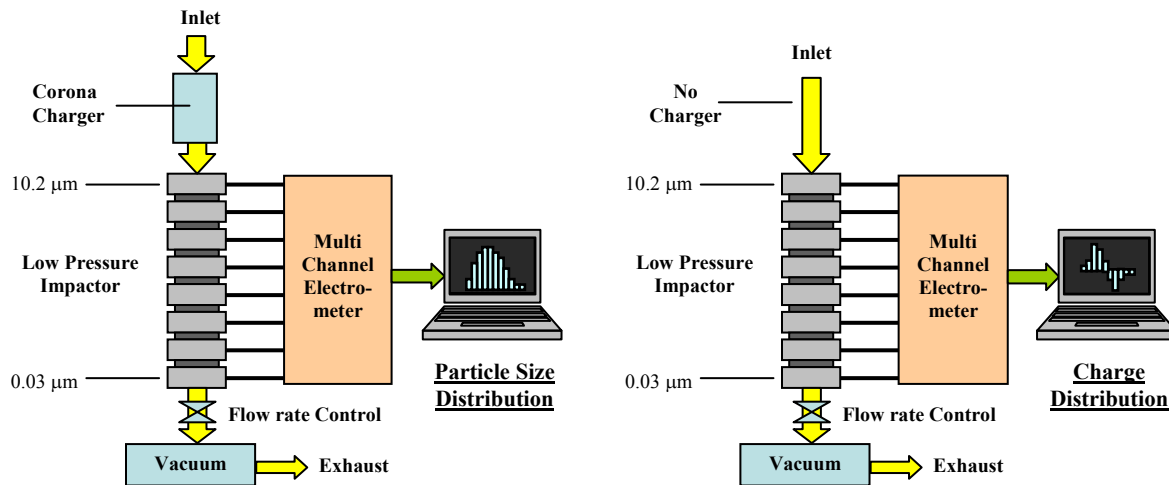 Inlet
Corona
Charger
10.2 μm
Low Pressure
Impactor
0.03 μm
Multi
Channel
Electro-
meter
Particle Size
Distribution
Flow rate Control
Vacuum
Exhaust
Inlet
No
Charger
10.2 μm
Low Pressure
Impactor
0.03 μm
Multi
Channel
Electro-
meter
Charge
Distribution
Flow rate Control
Vacuum
Exhaust